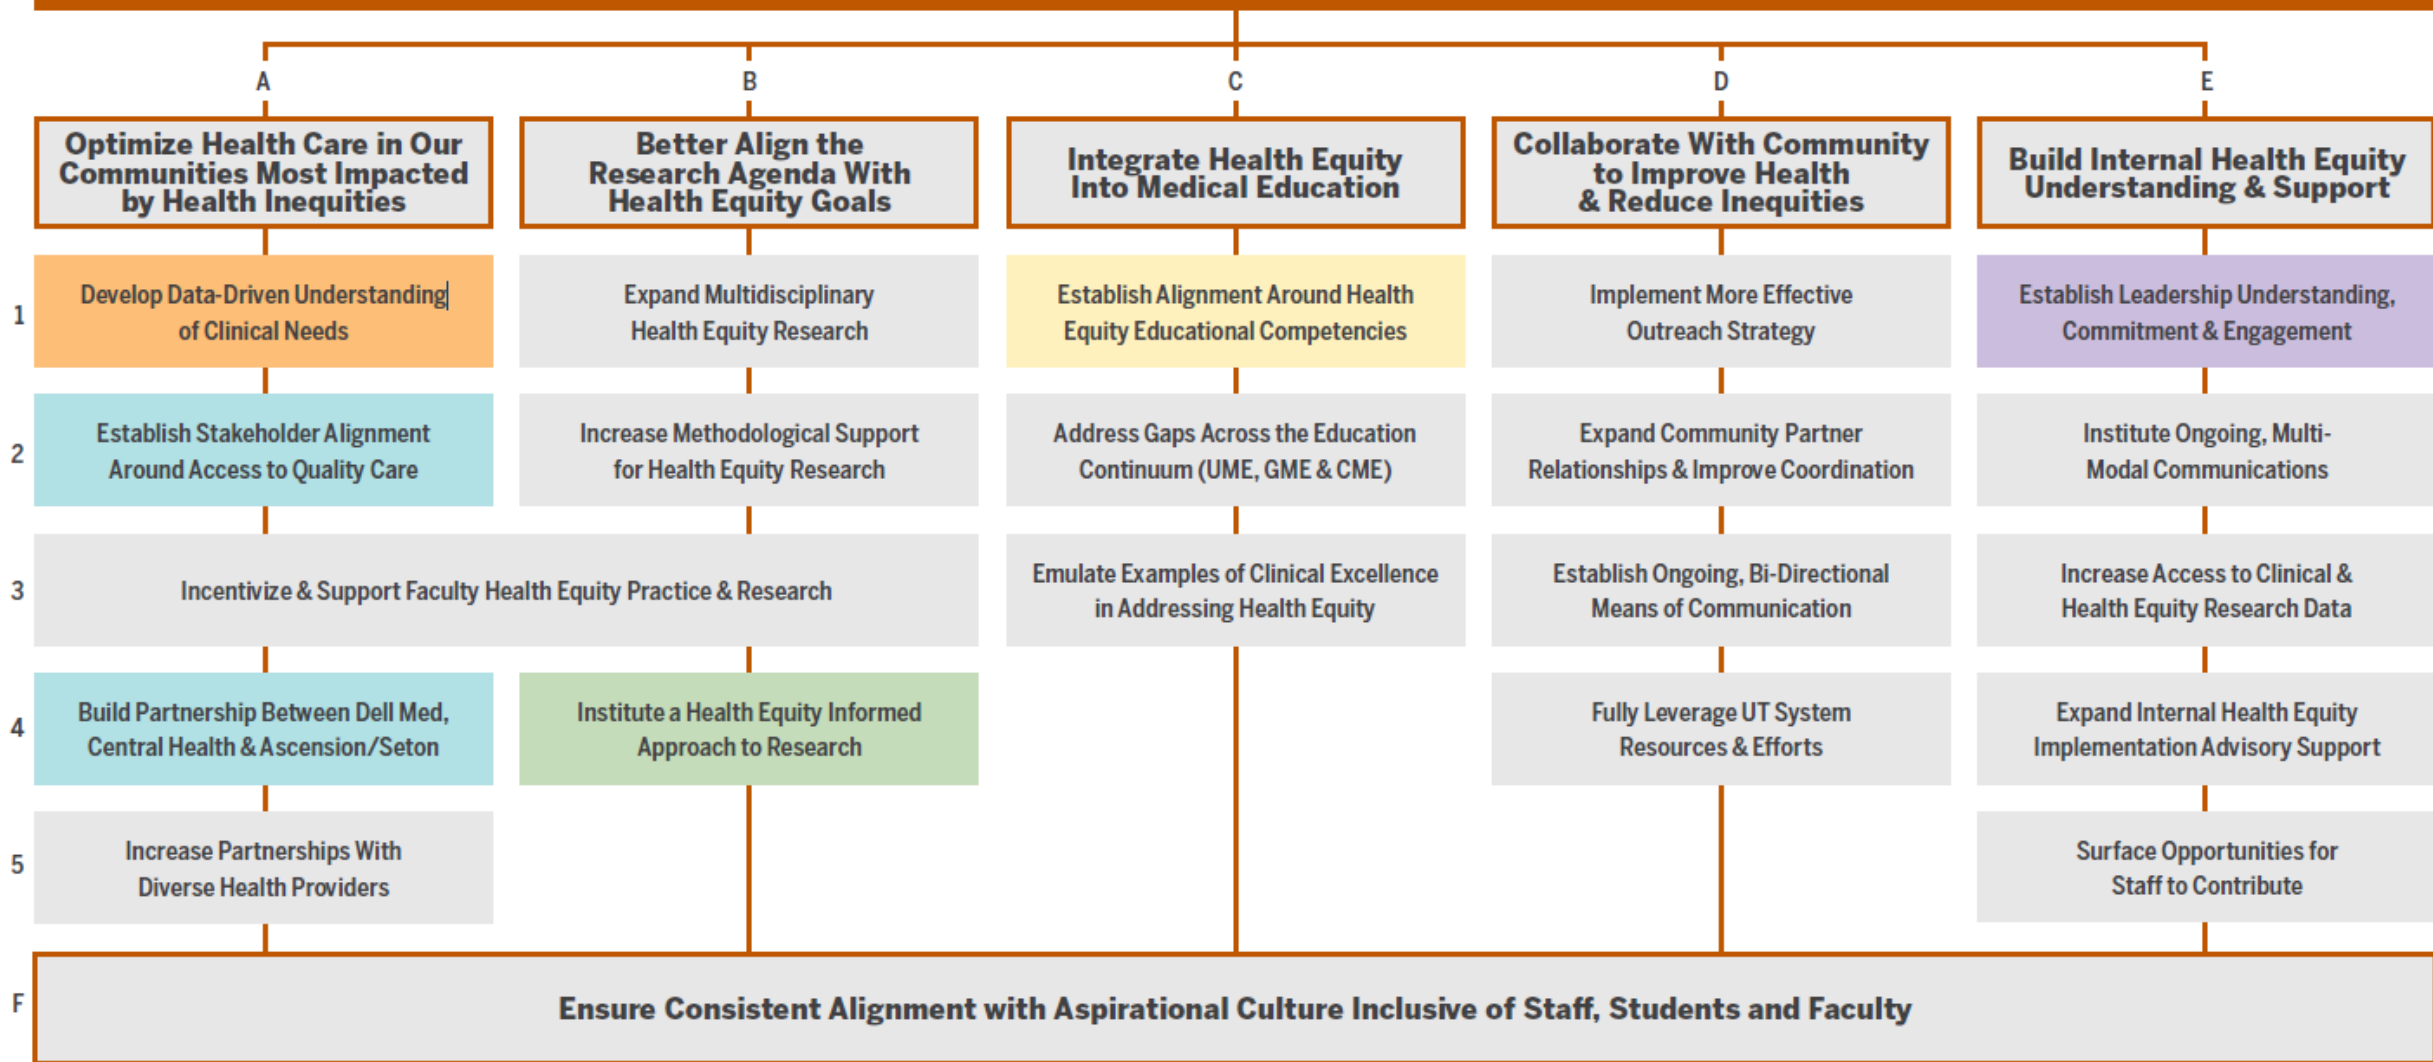 A
B
C
D
E
Optimize Health Care in Our
Communities Most Impacted
by Health Inequities
Better Align the
Research Agenda With
Health Equity Goals
Integrate Health Equity
Into Medical Education
Collaborate With Community
to Improve Health
& Reduce Inequities
Build Internal Health Equity
Understanding & Support
1
Develop Data-Driven Understanding
of Clinical Needs
Expand Multidisciplinary
Health Equity Research
Establish Alignment Around Health
Equity Educational Competencies
Implement More Effective
Outreach Strategy
Establish Leadership Understanding,
Commitment & Engagement
2
Establish Stakeholder Alignment
Around Access to Quality Care
Increase Methodological Support
for Health Equity Research
Address Gaps Across the Education
Continuum (UME, GME & CME)
Expand Community Partner
Relationships & Improve Coordination
Institute Ongoing, Multi-
Modal Communications
3
Incentivize & Support Faculty Health Equity Practice & Research
Emulate Examples of Clinical Excellence
in Addressing Health Equity
Establish Ongoing, Bi-Directional
Means of Communication
Increase Access to Clinical &
Health Equity Research Data
4
Build Partnership Between Dell Med,
Central Health & Ascension/Seton
Institute a Health Equity Informed
Approach to Research
Fully Leverage UT System
Resources & Efforts
Expand Internal Health Equity
Implementation Advisory Support
5
Increase Partnerships With
Diverse Health Providers
Surface Opportunities for
Staff to Contribute
F
Ensure Consistent Alignment with Aspirational Culture Inclusive of Staff, Students and Faculty